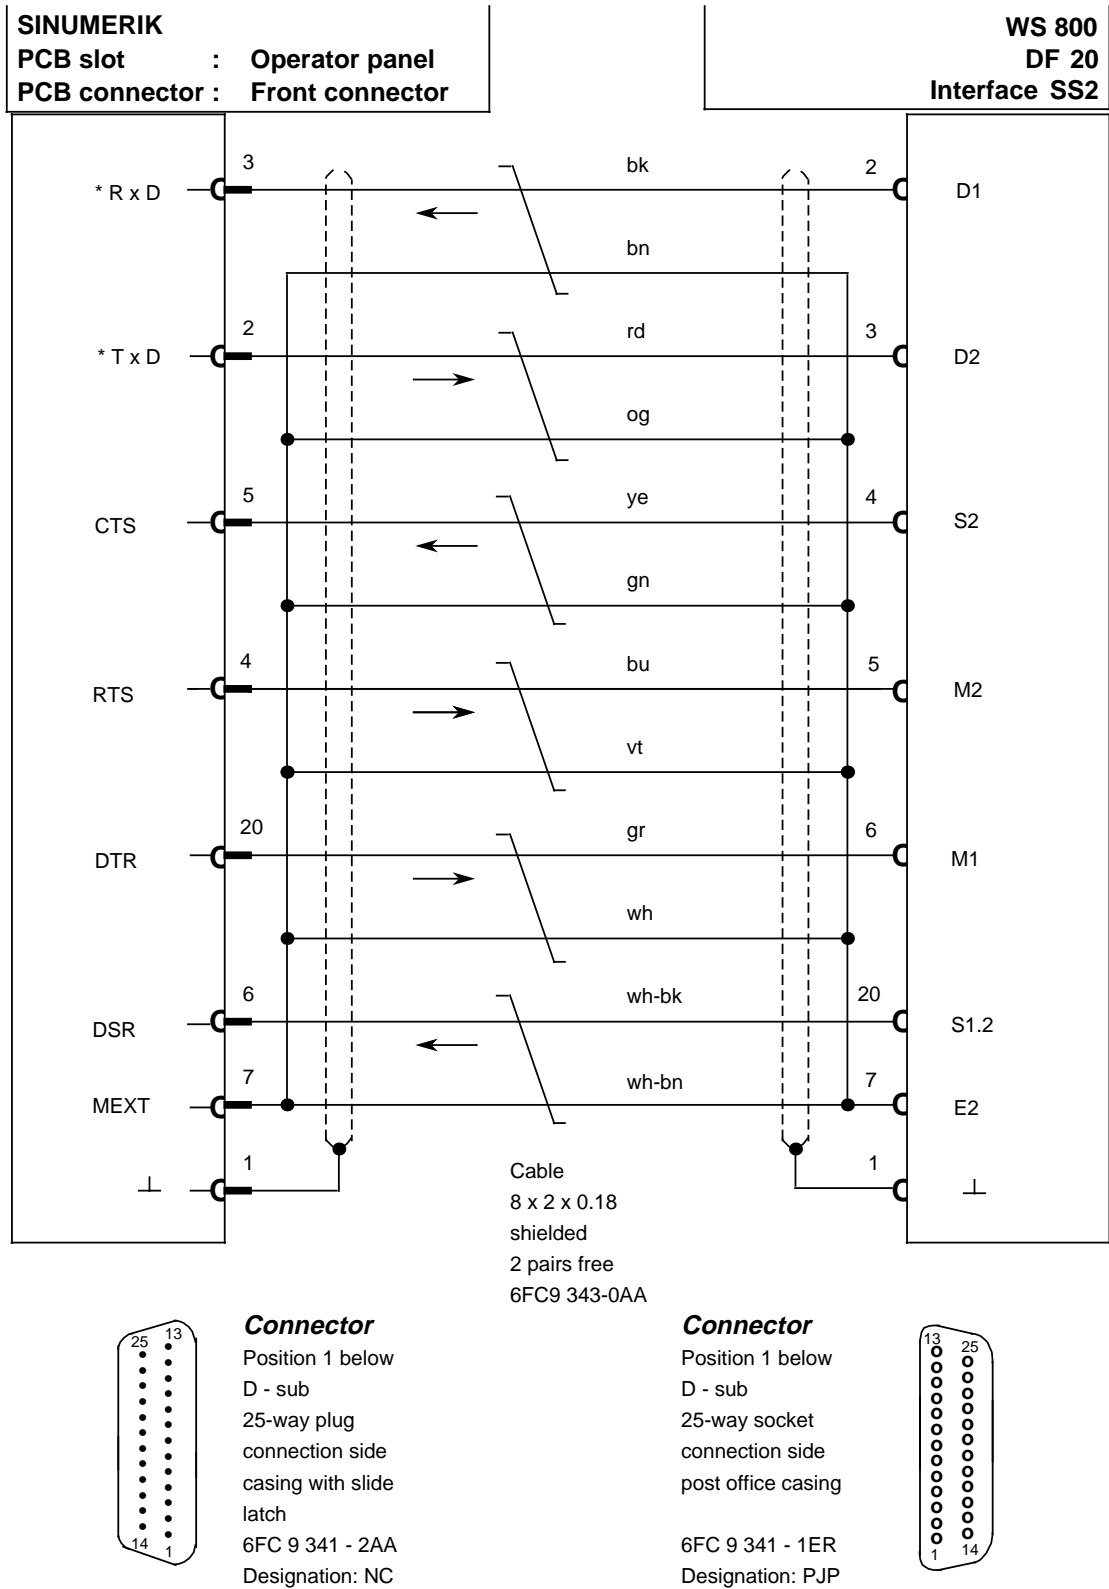 SINUMERIK
PCB slot : Operator panel
PCB connector : Front connector
WS 800
DF 20
Interface SS2
3 bk 2
* R x D D1
bn
2 rd 3
* T x D D2
og
5 ye 4
CTS S2
gn
4 bu 5
RTS M2
vt
20 gr 6
DTR M1
wh
6 wh-bk 20
DSR S1.2
7 wh-bn 7
MEXT E2
1 1
Cable
8 x 2 x 0.18
shielded
2 pairs free
6FC9 343-0AA
25 13
14 1
Connector
Position 1 below
D - sub
25-way plug
connection side
casing with slide
latch
6FC 9 341 - 2AA
Designation: NC
Connector
Position 1 below
D - sub
25-way socket
connection side
post office casing
6FC 9 341 - 1ER
Designation: PJP
13 25
1 14